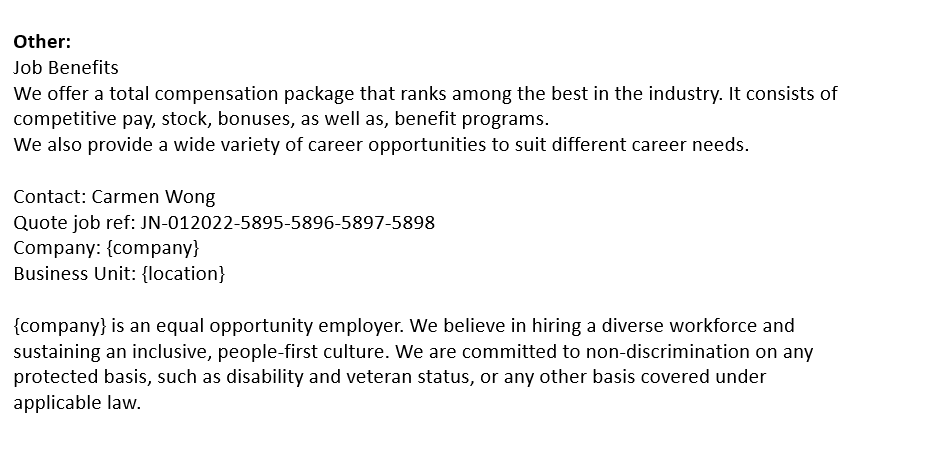 Other:
Job Benefits
We offer a total compensation package that ranks among the best in the industry. It consists of
competitive pay, stock, bonuses, as well as, benefit programs.
We also provide a wide variety of career opportunities to suit different career needs.
Contact: Carmen Wong
Quote job ref: JN-012022-5895-5896-5897-5898
Company: {company}
Business Unit: {location}
{company} is an equal opportunity employer. We believe in hiring a diverse workforce and
sustaining an inclusive, people-first culture. We are committed to non-discrimination on any
protected basis, such as disability and veteran status, or any other basis covered under
applicable law.